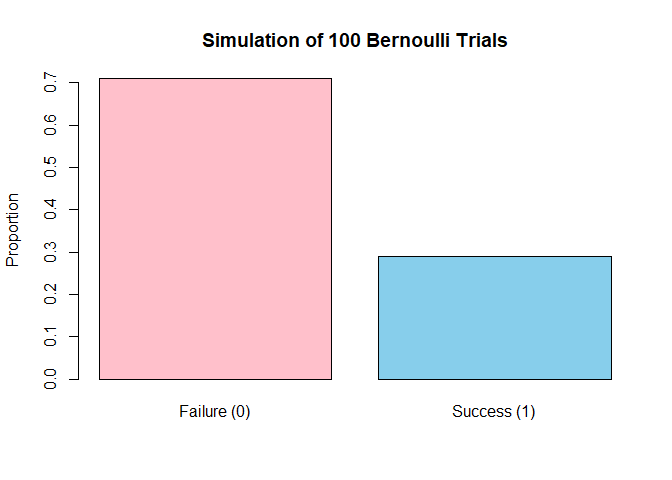 Simulation of 100 Bernoulli Trials
Proportion
0.7
0.6
0.5
0.4
0.3
0.2
0.1
0.0
Failure (0)
Success (1)